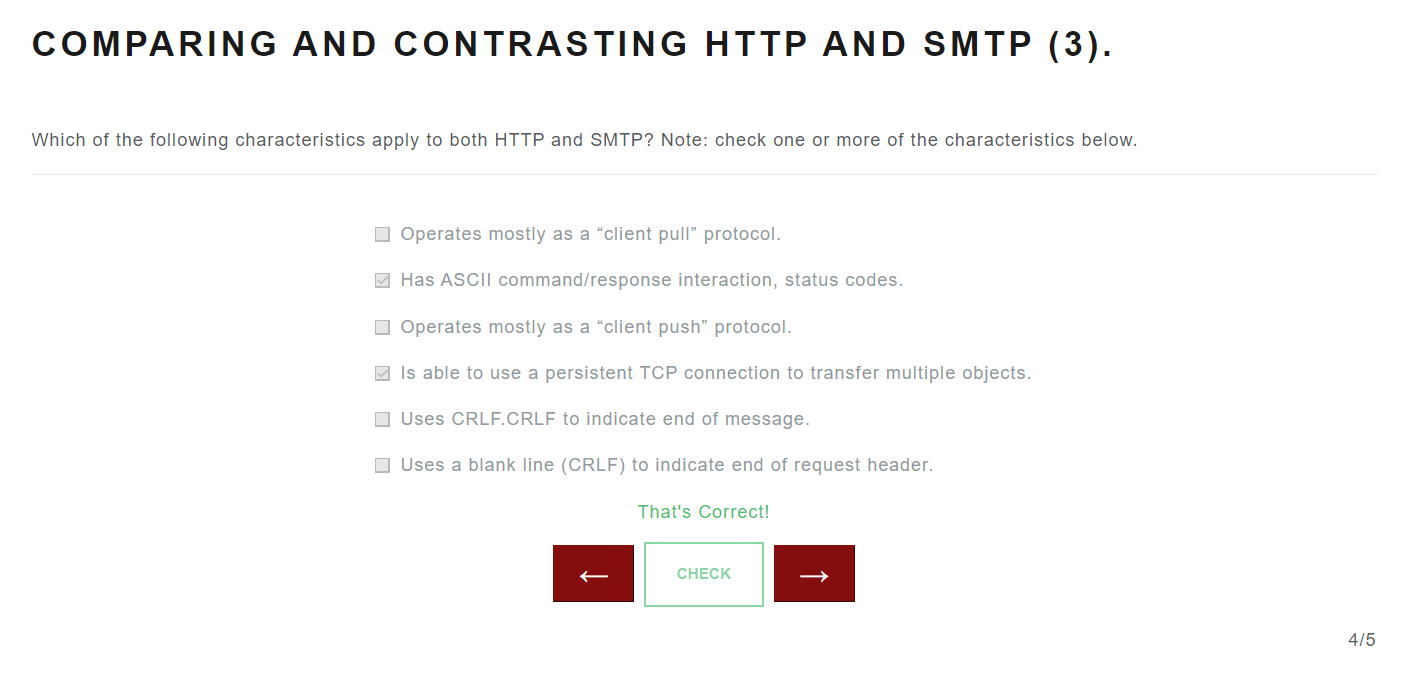 COMPARING AND CONTRASTING HTTP AND SMTP (3).
Which of the following characteristics apply to both HTTP and SMTP? Note: check one or more of the characteristics below.
Operates mostly as a “client pull” protocol.
Has ASCII command/response interaction, status codes.
Operates mostly as a “client push” protocol.
Is able to use a persistent TCP connection to transfer multiple objects.
Uses CRLF.CRLF to indicate end of message.
Uses a blank line (CRLF) to indicate end of request header.
That's Correct!
← CHECK →
4/5